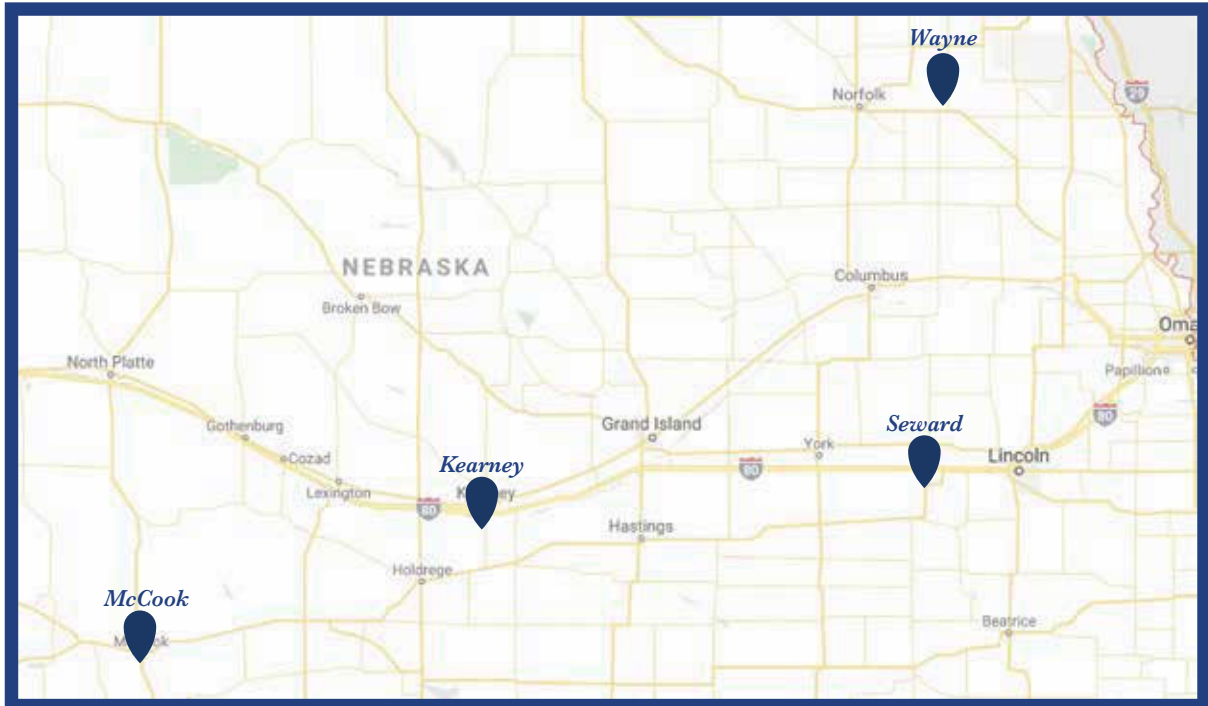 Wayne
29
Norfolk
NEBRASKA
Columbus
Broken Bow
Oma
North Platte
Papillion
80
Gothenburg
Grand Island
Seward
York
Lincoln
Cozad
Kearney
80
Lexington
80
Hastings
Holdrege
McCook
Beatrice